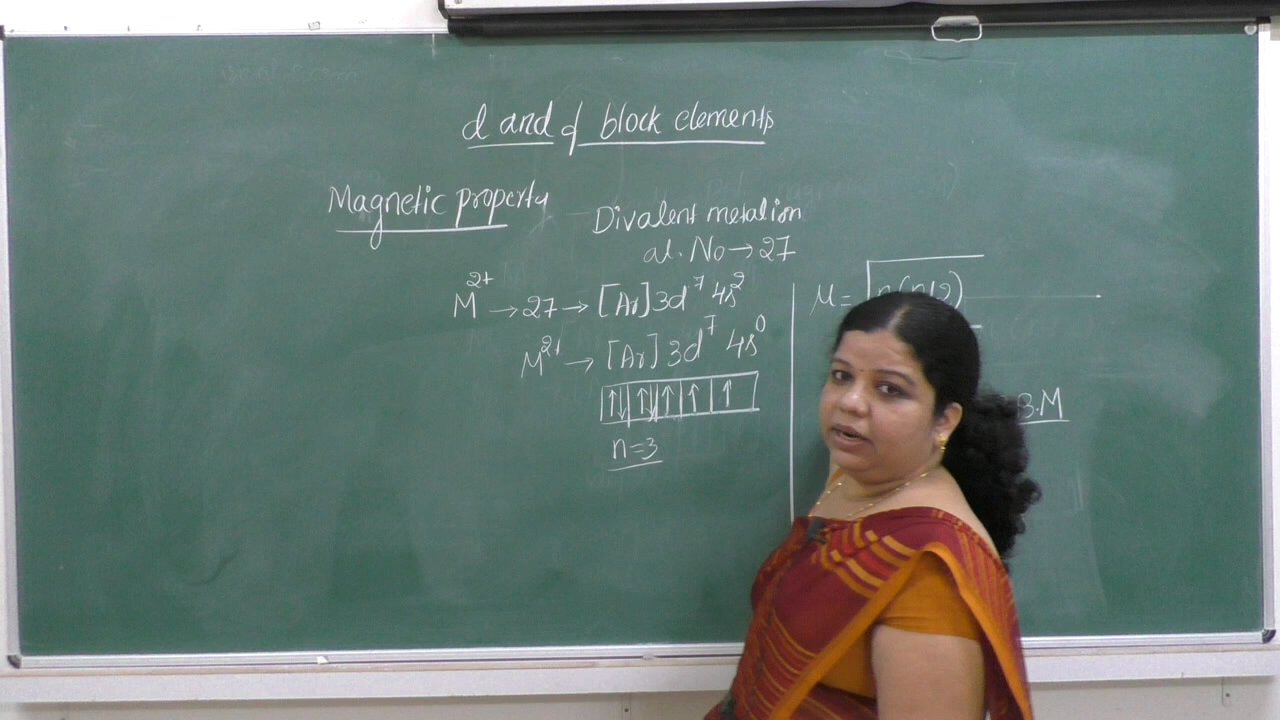 d and f block elements
Magnetic property
Divalent metal ion
at. No → 27
M²⁺ → 27 → [Ar] 3d⁷ 4s²
M²⁺ → [Ar] 3d⁷ 4s⁰
↑↓ ↑↓ ↑ ↑ ↑
n=3
μ = √n(n+2)
B.M